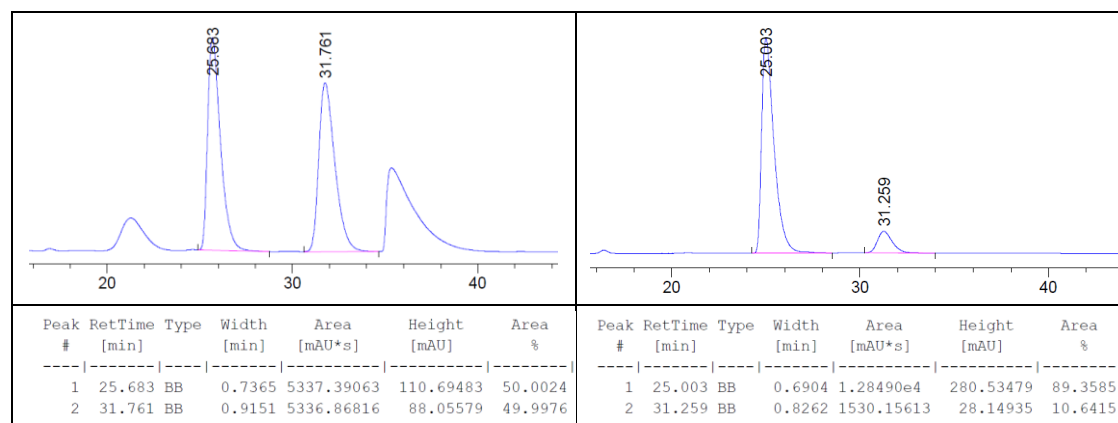 25.683
31.761
20 30 40
25.003
31.259
20 30 40
Peak RetTime Type Width Area Height Area
# [min] [min] [mAU*s] [mAU] %
----|-------|----|-------|----------|----------|--------|
1 25.683 BB 0.7365 5337.39063 110.69483 50.0024
2 31.761 BB 0.9151 5336.86816 88.05579 49.9976
Peak RetTime Type Width Area Height Area
# [min] [min] [mAU*s] [mAU] %
----|-------|----|-------|----------|----------|--------|
1 25.003 BB 0.6904 1.28490e4 280.53479 89.3585
2 31.259 BB 0.8262 1530.15613 28.14935 10.6415